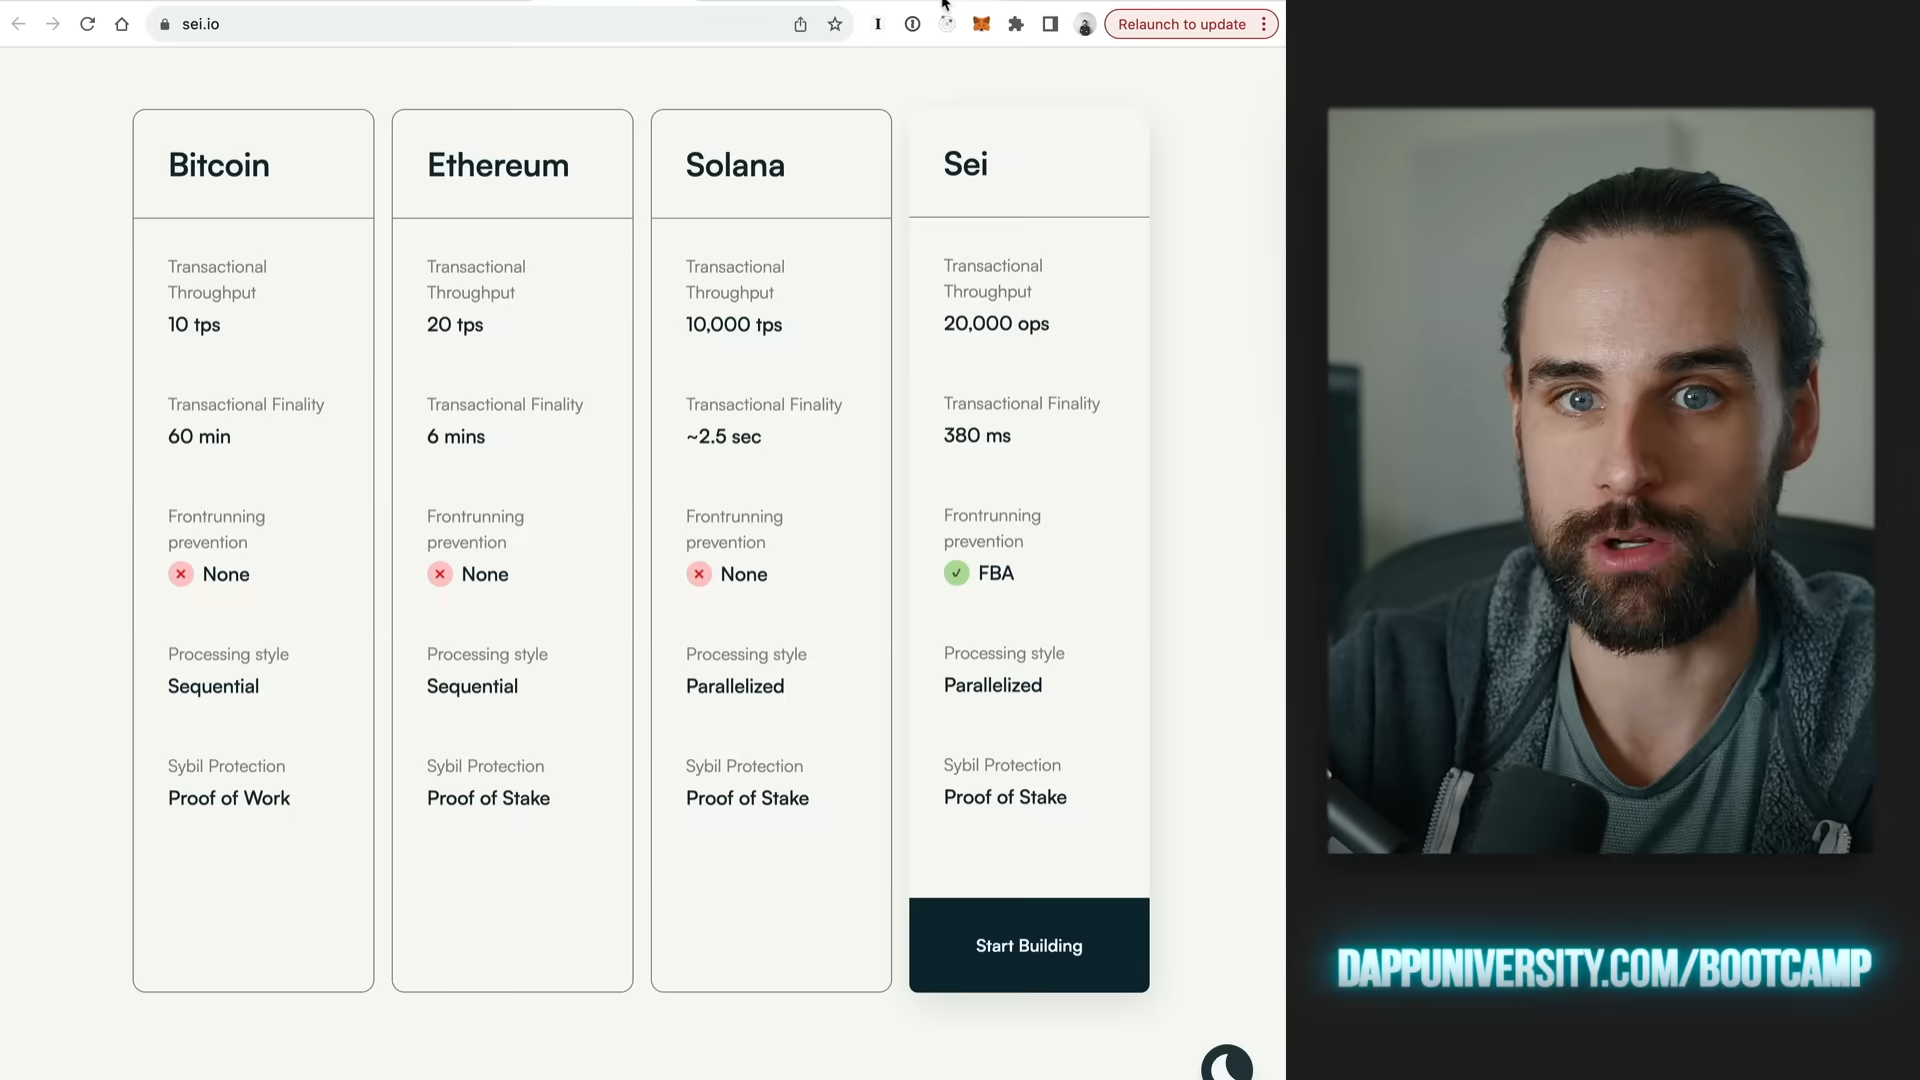 sei.io
Relaunch to update
Bitcoin
Transactional
Throughput
10 tps
Transactional Finality
60 min
Frontrunning
prevention
None
Processing style
Sequential
Sybil Protection
Proof of Work
Ethereum
Transactional
Throughput
20 tps
Transactional Finality
6 mins
Frontrunning
prevention
None
Processing style
Sequential
Sybil Protection
Proof of Stake
Solana
Transactional
Throughput
10,000 tps
Transactional Finality
~2.5 sec
Frontrunning
prevention
None
Processing style
Parallelized
Sybil Protection
Proof of Stake
Sei
Transactional
Throughput
20,000 ops
Transactional Finality
380 ms
Frontrunning
prevention
FBA
Processing style
Parallelized
Sybil Protection
Proof of Stake
Start Building
DAPPUNIVERSITY.COM/BOOTCAMP